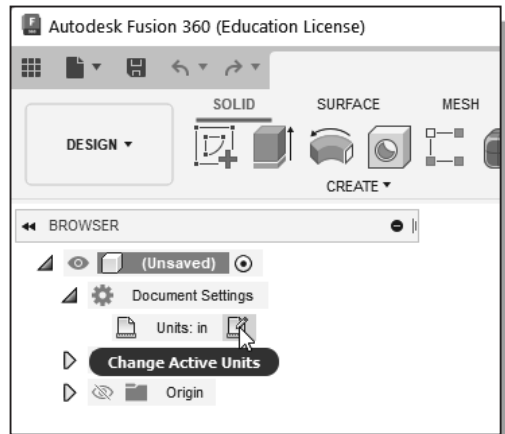 Autodesk Fusion 360 (Education License)
SOLID SURFACE MESH
DESIGN
CREATE
BROWSER
(Unsaved)
Document Settings
Units: in
Change Active Units
Origin